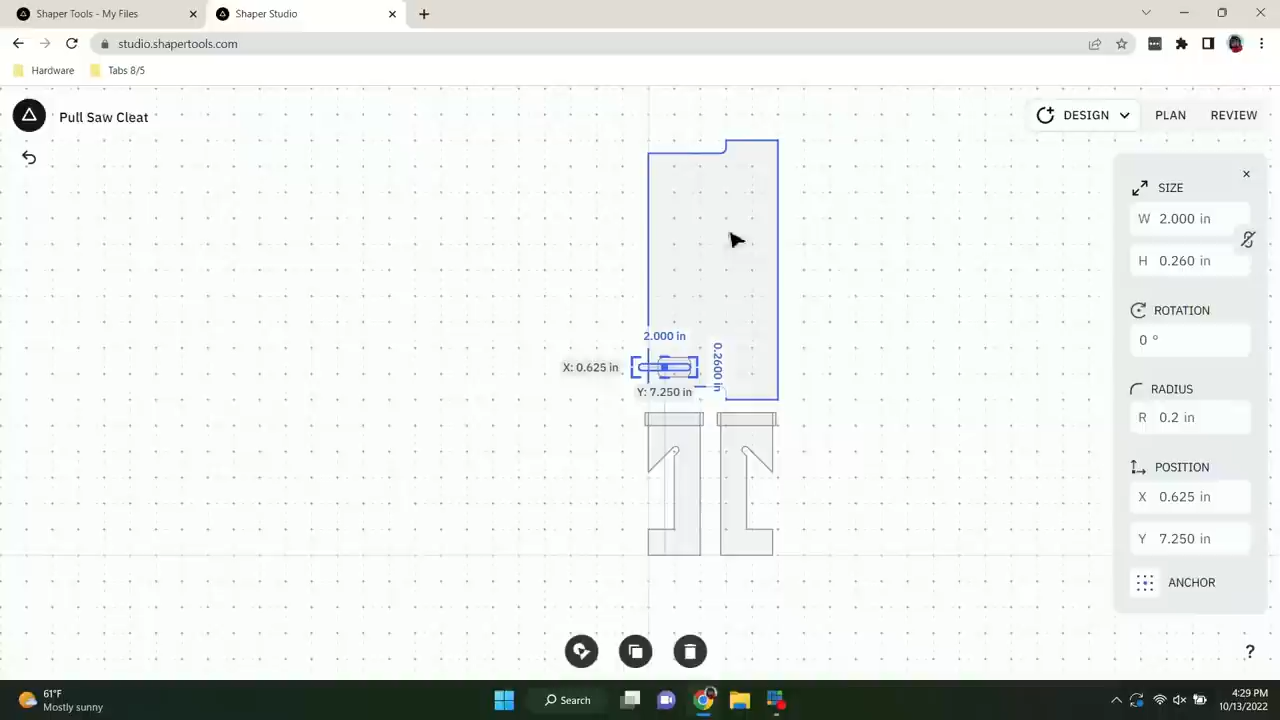 Shaper Tools - My Files
Shaper Studio
studio.shapertools.com
Hardware
Tabs 8/5
Pull Saw Cleat
DESIGN
PLAN
REVIEW
SIZE
W 2.000 in
H 0.260 in
ROTATION
0 °
RADIUS
R 0.2 in
POSITION
X 0.625 in
Y 7.250 in
ANCHOR
2.000 in
0.2600 in
X: 0.625 in
Y: 7.250 in
?
61°F
Mostly sunny
Search
4:29 PM
10/13/2022